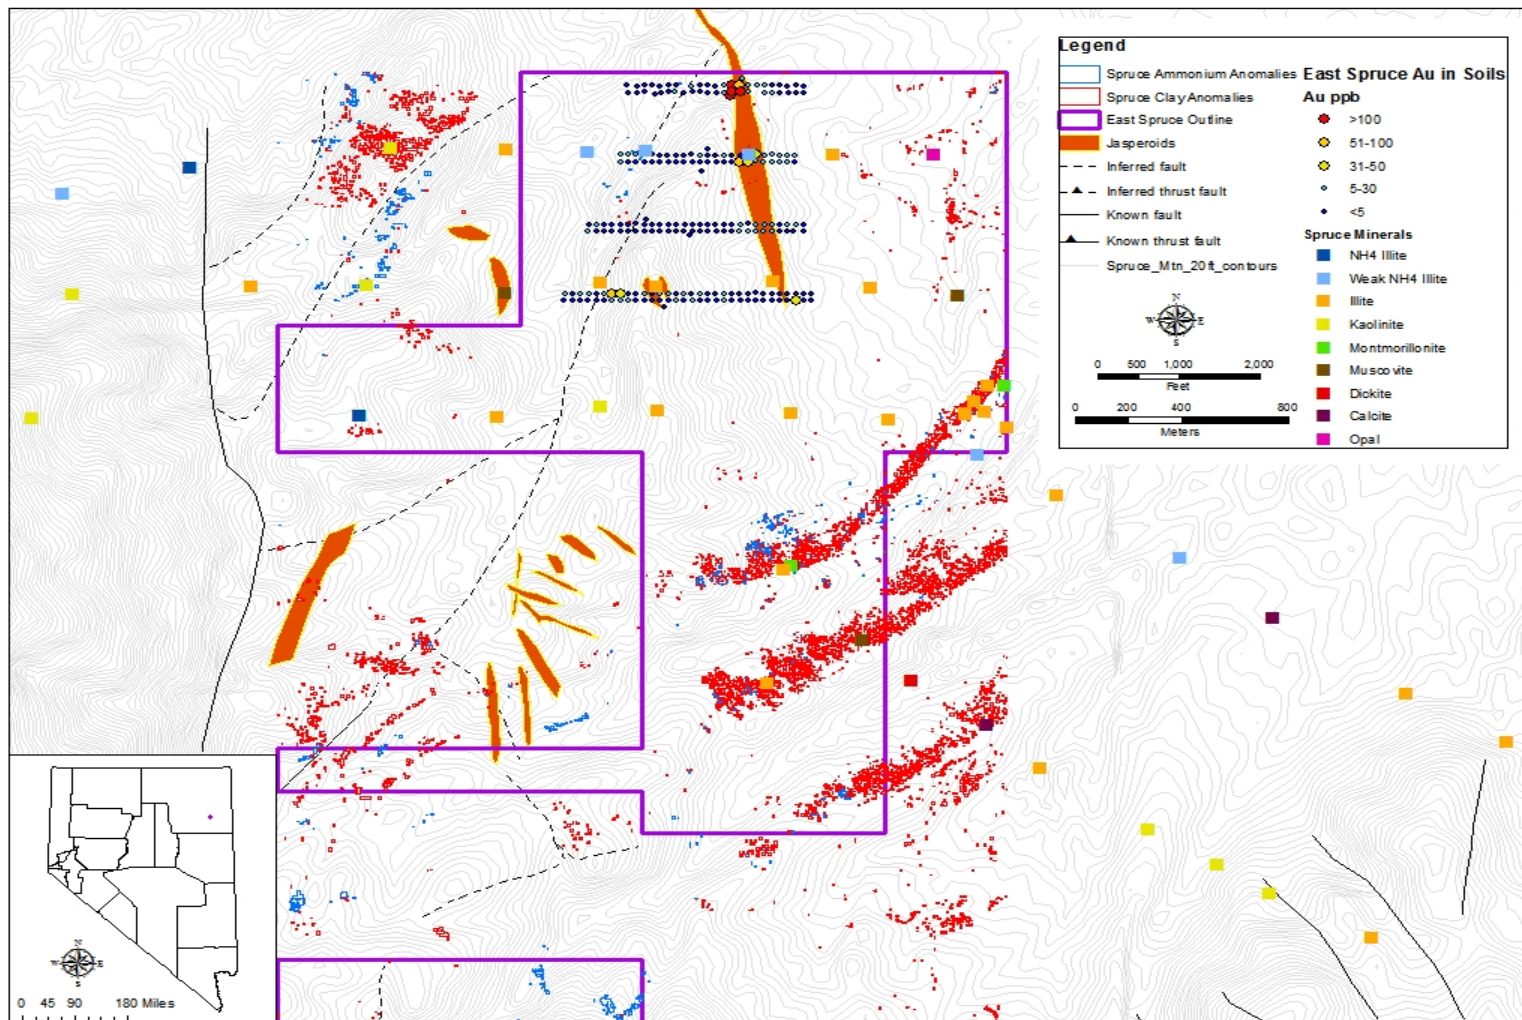 Legend
Spruce Ammonium Anomalies
Spruce Clay Anomalies
East Spruce Outline
Jasperoids
Inferred fault
Inferred thrust fault
Known fault
Known thrust fault
Spruce_Mtn_20ft_contours
N
W E
S
0 500 1,000 2,000
Feet
0 200 400 800
Meters
East Spruce Au in Soils
Au ppb
>100
51-100
31-50
5-30
<5
Spruce Minerals
NH4 Illite
Weak NH4 Illite
Illite
Kaolinite
Montmorillonite
Muscovite
Dickite
Calcite
Opal
N
W E
S
0 45 90 180 Miles